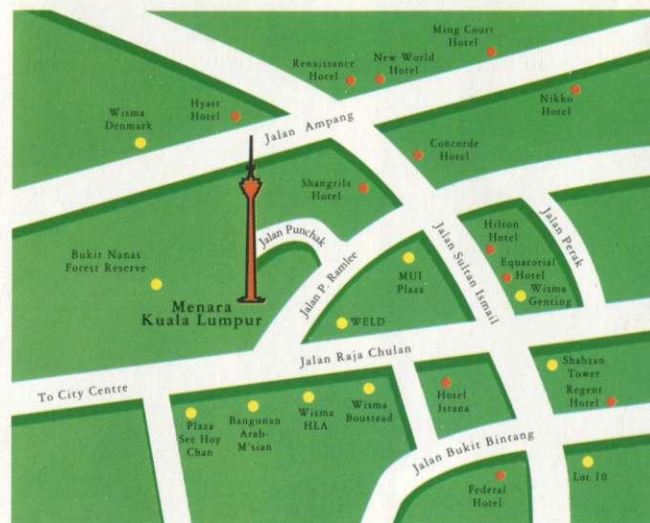 Ming Court
Hotel
Renaissance
Hotel
New World
Hotel
Nikko
Hotel
Hyatt
Hotel
Wisma
Denmark
Jalan Ampang
Concorde
Hotel
Shangrila
Hotel
Jalan Punchak
Jalan P. Ramlee
Jalan Sultan Ismail
Jalan Perak
Hilton
Hotel
Equatorial
Hotel
Wisma
Genting
Bukit Nanas
Forest Reserve
MUI
Plaza
Menara
Kuala Lumpur
WELD
Jalan Raja Chulan
To City Centre
Shahzan
Tower
Regent
Hotel
Plaza
See Hoy
Chan
Bangunan
Arab-
M'sian
Wisma
HLA
Wisma
Boustead
Hotel
Istana
Jalan Bukit Bintang
Federal
Hotel
Lot 10